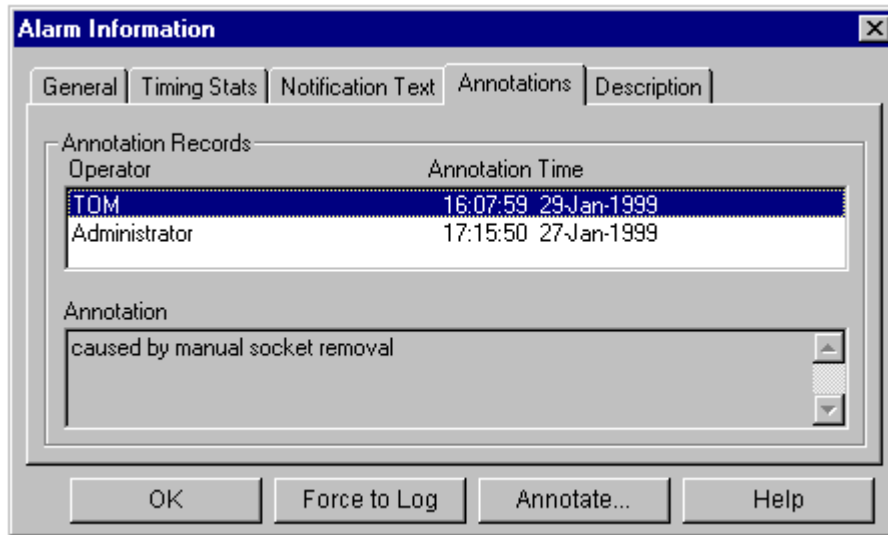 Alarm Information
General Timing Stats Notification Text Annotations Description
Annotation Records
Operator Annotation Time
TOM 16:07:59 29-Jan-1999
Administrator 17:15:50 27-Jan-1999
Annotation
caused by manual socket removal
OK Force to Log Annotate... Help